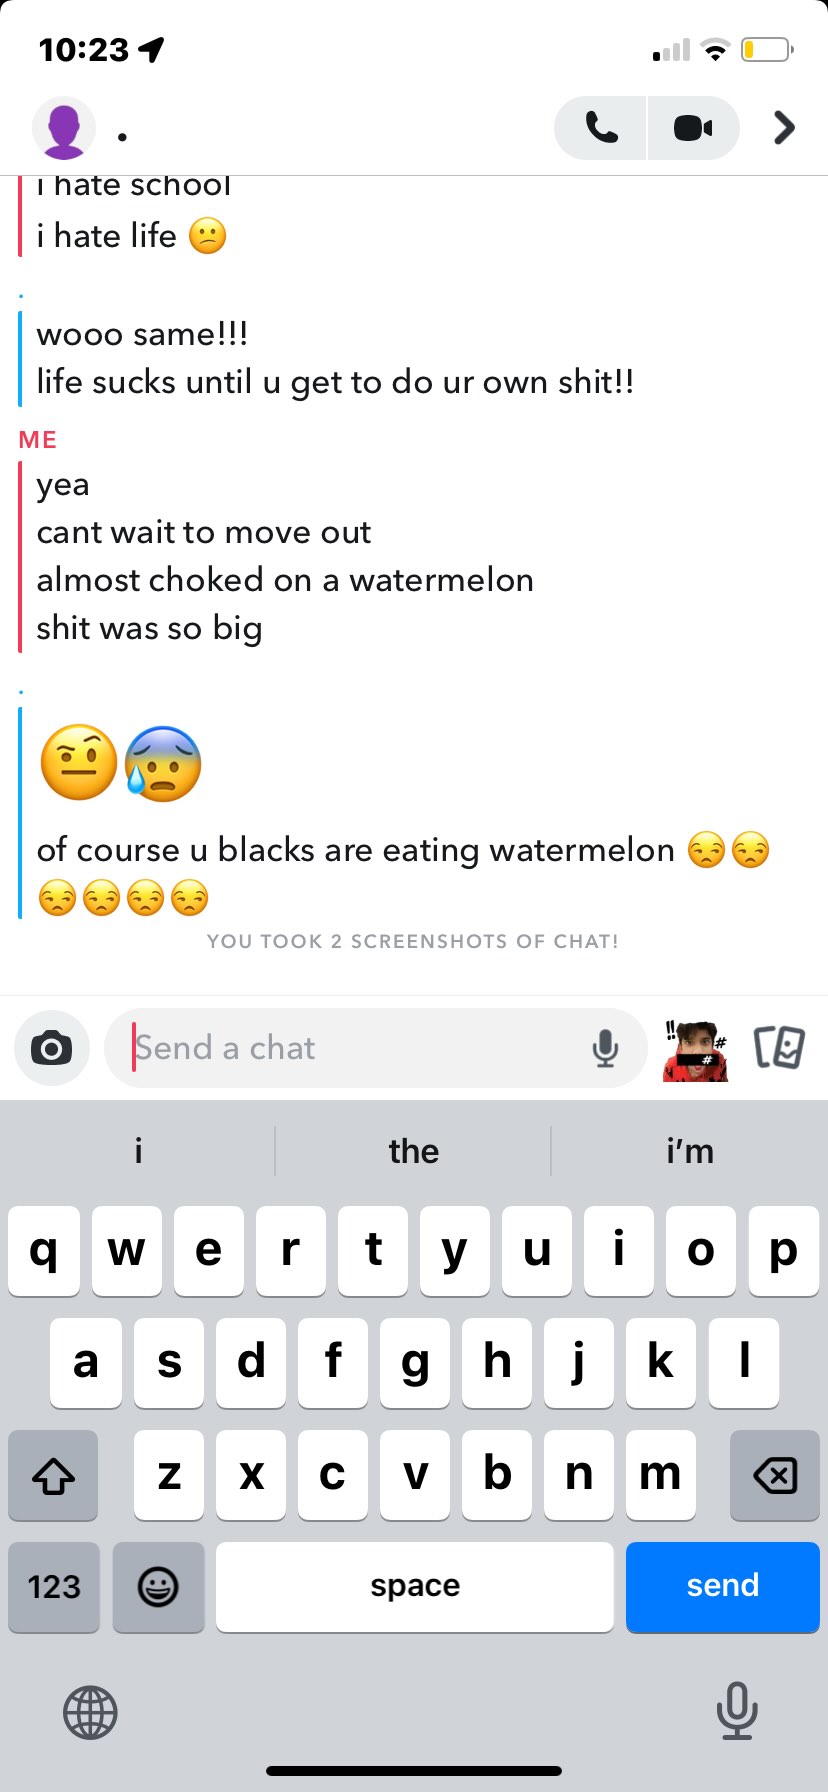 10:23
.
i hate school
i hate life 😕
.
wooo same!!!
life sucks until u get to do ur own shit!!
ME
yea
cant wait to move out
almost choked on a watermelon
shit was so big
.
🤨😰
of course u blacks are eating watermelon 😒😒
😒😒😒😒
YOU TOOK 2 SCREENSHOTS OF CHAT!
Send a chat
!! # #
i the i'm
q w e r t y u i o p
a s d f g h j k l
z x c v b n m
123 space send